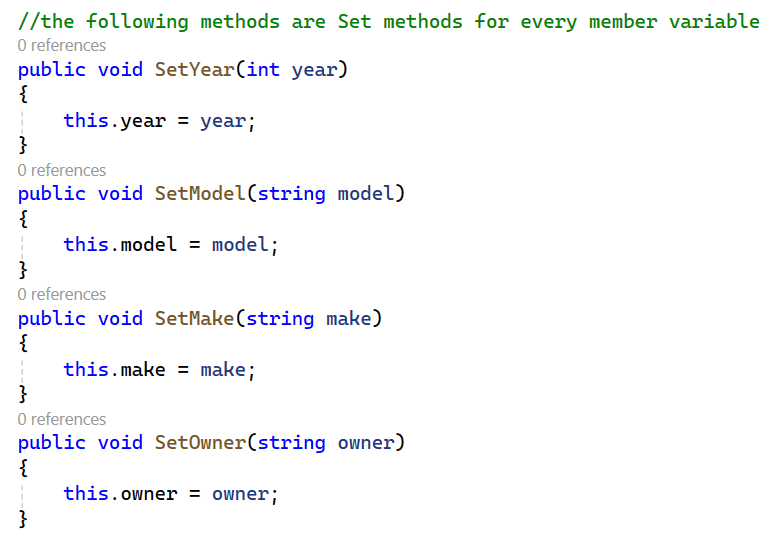 //the following methods are Set methods for every member variable
0 references
public void SetYear(int year)
{
    this.year = year;
}
0 references
public void SetModel(string model)
{
    this.model = model;
}
0 references
public void SetMake(string make)
{
    this.make = make;
}
0 references
public void SetOwner(string owner)
{
    this.owner = owner;
}